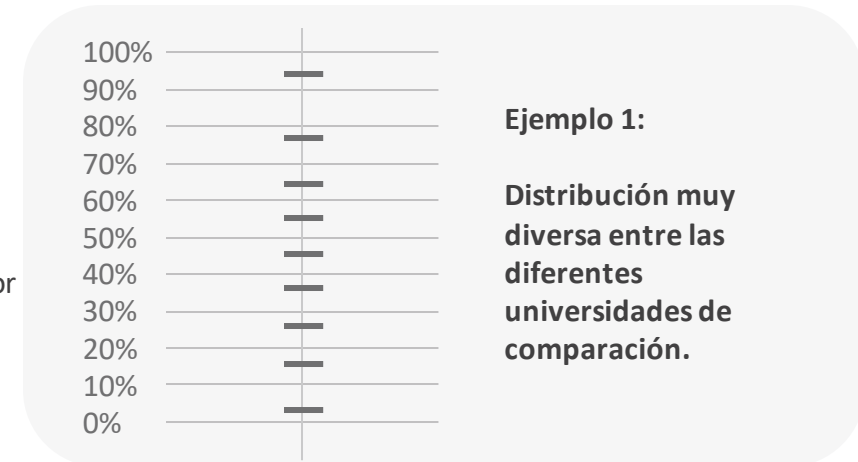 100%
90%
80%
70%
60%
50%
40%
30%
20%
10%
0%
or
Ejemplo 1:
Distribución muy
diversa entre las
diferentes
universidades de
comparación.